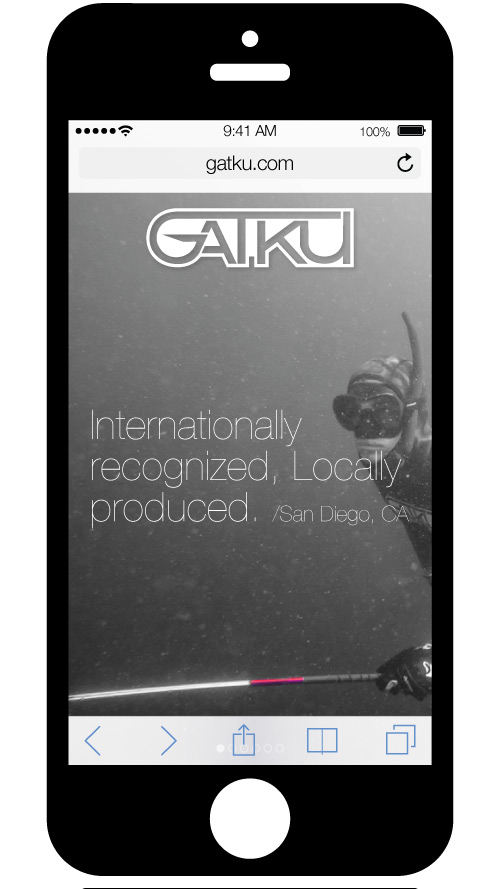 9:41 AM
100%
gatku.com
GATKU
Internationally
recognized, Locally
produced. /San Diego, CA